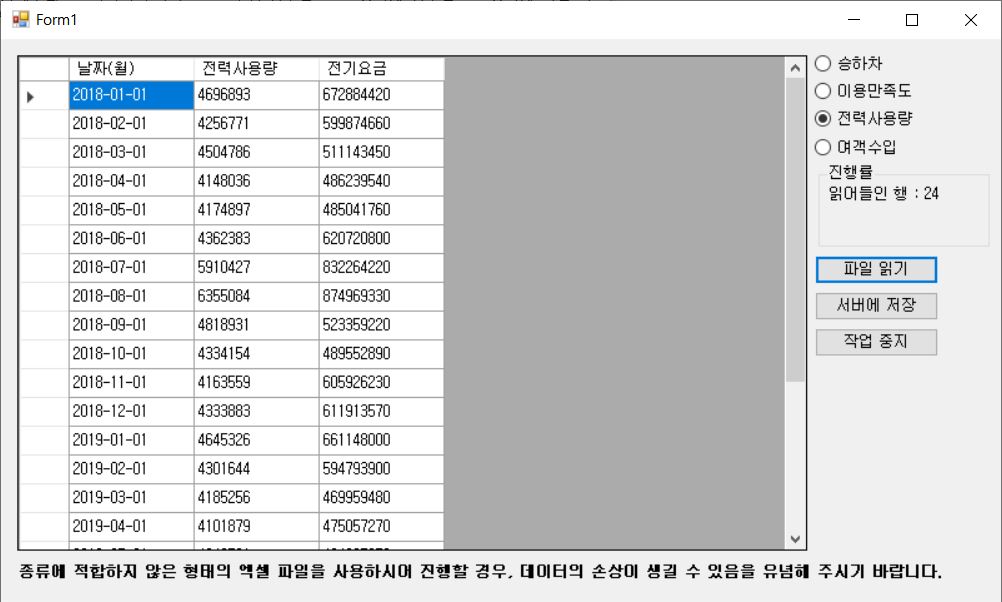 Form1
날짜(월) 전력사용량 전기요금
2018-01-01 4696893 672884420
2018-02-01 4256771 599874660
2018-03-01 4504786 511143450
2018-04-01 4148036 486239540
2018-05-01 4174897 485041760
2018-06-01 4362383 620720800
2018-07-01 5910427 832264220
2018-08-01 6355084 874969330
2018-09-01 4818931 523359220
2018-10-01 4334154 489552890
2018-11-01 4163559 605926230
2018-12-01 4333883 611913570
2019-01-01 4645326 661148000
2019-02-01 4301644 594793900
2019-03-01 4185256 469959480
2019-04-01 4101879 475057270
승하차
이용만족도
전력사용량
여객수입
진행률
읽어들인 행 : 24
파일 읽기
서버에 저장
작업 중지
종류에 적합하지 않은 형태의 엑셀 파일을 사용하시여 진행할 경우, 데이터의 손상이 생길 수 있음을 유념해 주시기 바랍니다.